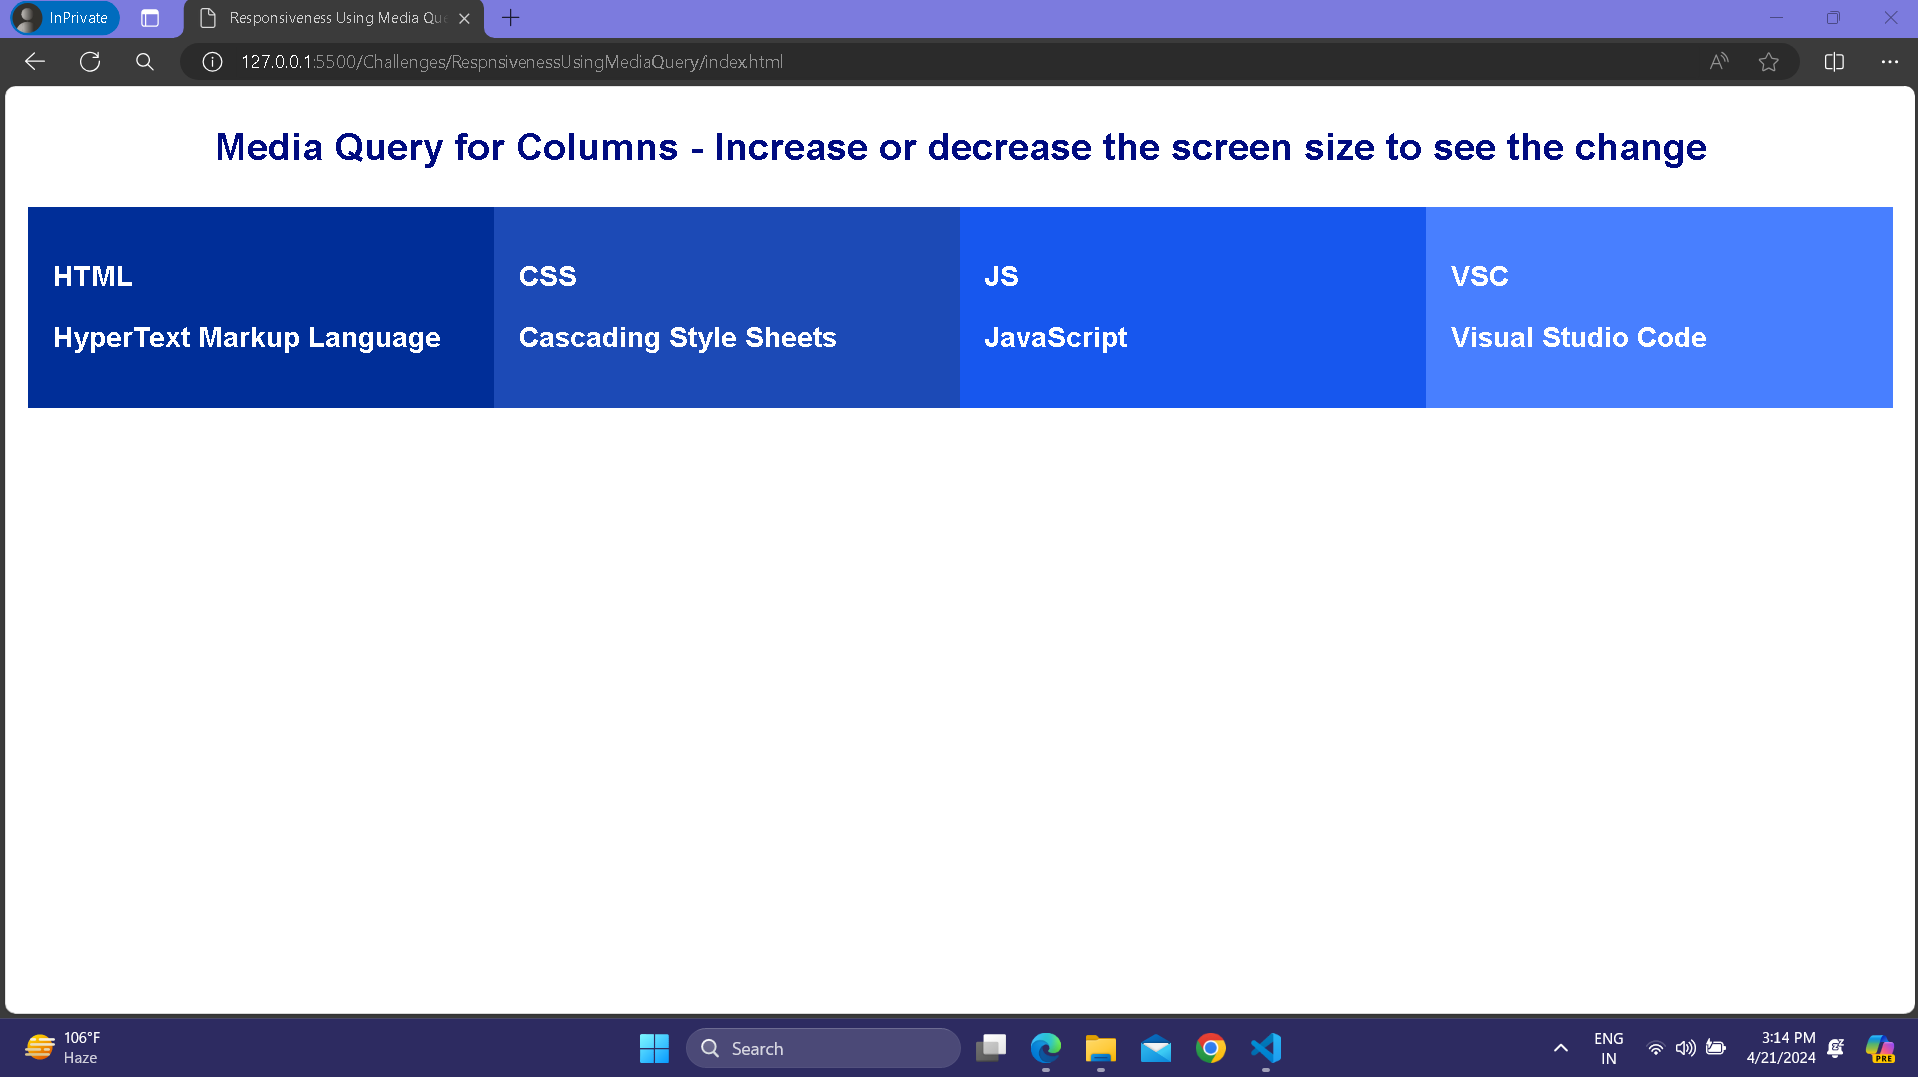 InPrivate
Responsiveness Using Media Qu
127.0.0.1:5500/Challenges/RespnsivenessUsingMediaQuery/index.html
Media Query for Columns - Increase or decrease the screen size to see the change
HTML
HyperText Markup Language
CSS
Cascading Style Sheets
JS
JavaScript
VSC
Visual Studio Code
106°F
Haze
Search
ENG
IN
3:14 PM
4/21/2024
PRE